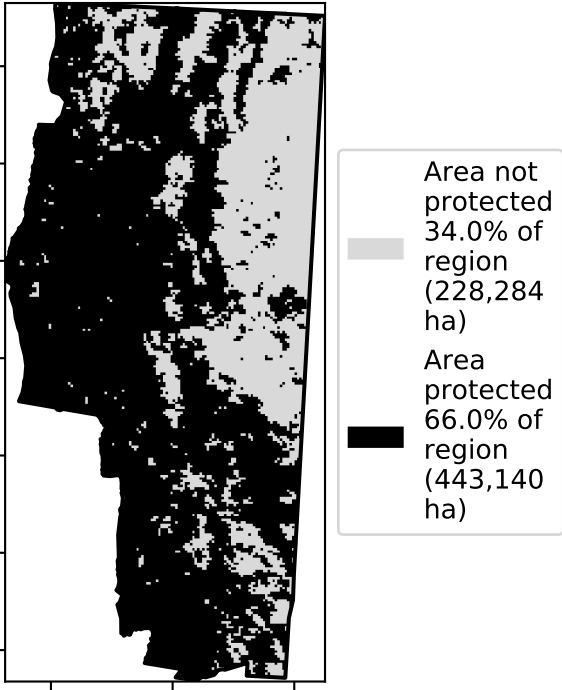 Area not
protected
34.0% of
region
(228,284
ha)
Area
protected
66.0% of
region
(443,140
ha)